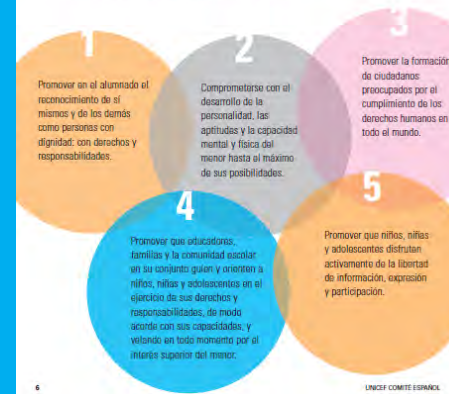 1
Promover en el alumnado el
reconocimiento de sí
mismos y de los demás
como personas con
dignidad: con derechos y
responsabilidades.
2
Comprometerse con el
desarrollo de la
personalidad, las
aptitudes y la capacidad
mental y física del
menor hasta el máximo
de sus posibilidades.
3
Promover la formación
de ciudadanos
preocupados por el
cumplimiento de los
derechos humanos en
todo el mundo.
4
Promover que educadores,
familias y la comunidad escolar
en su conjunto guíen y orienten a
niños, niñas y adolescentes en el
ejercicio de sus derechos y
responsabilidades, de modo
acorde con sus capacidades, y
velando en todo momento por el
interés superior del menor.
5
Promover que niños, niñas
y adolescentes disfruten
activamente de la libertad
de información, expresión
y participación.
6
UNICEF COMITÉ ESPAÑOL